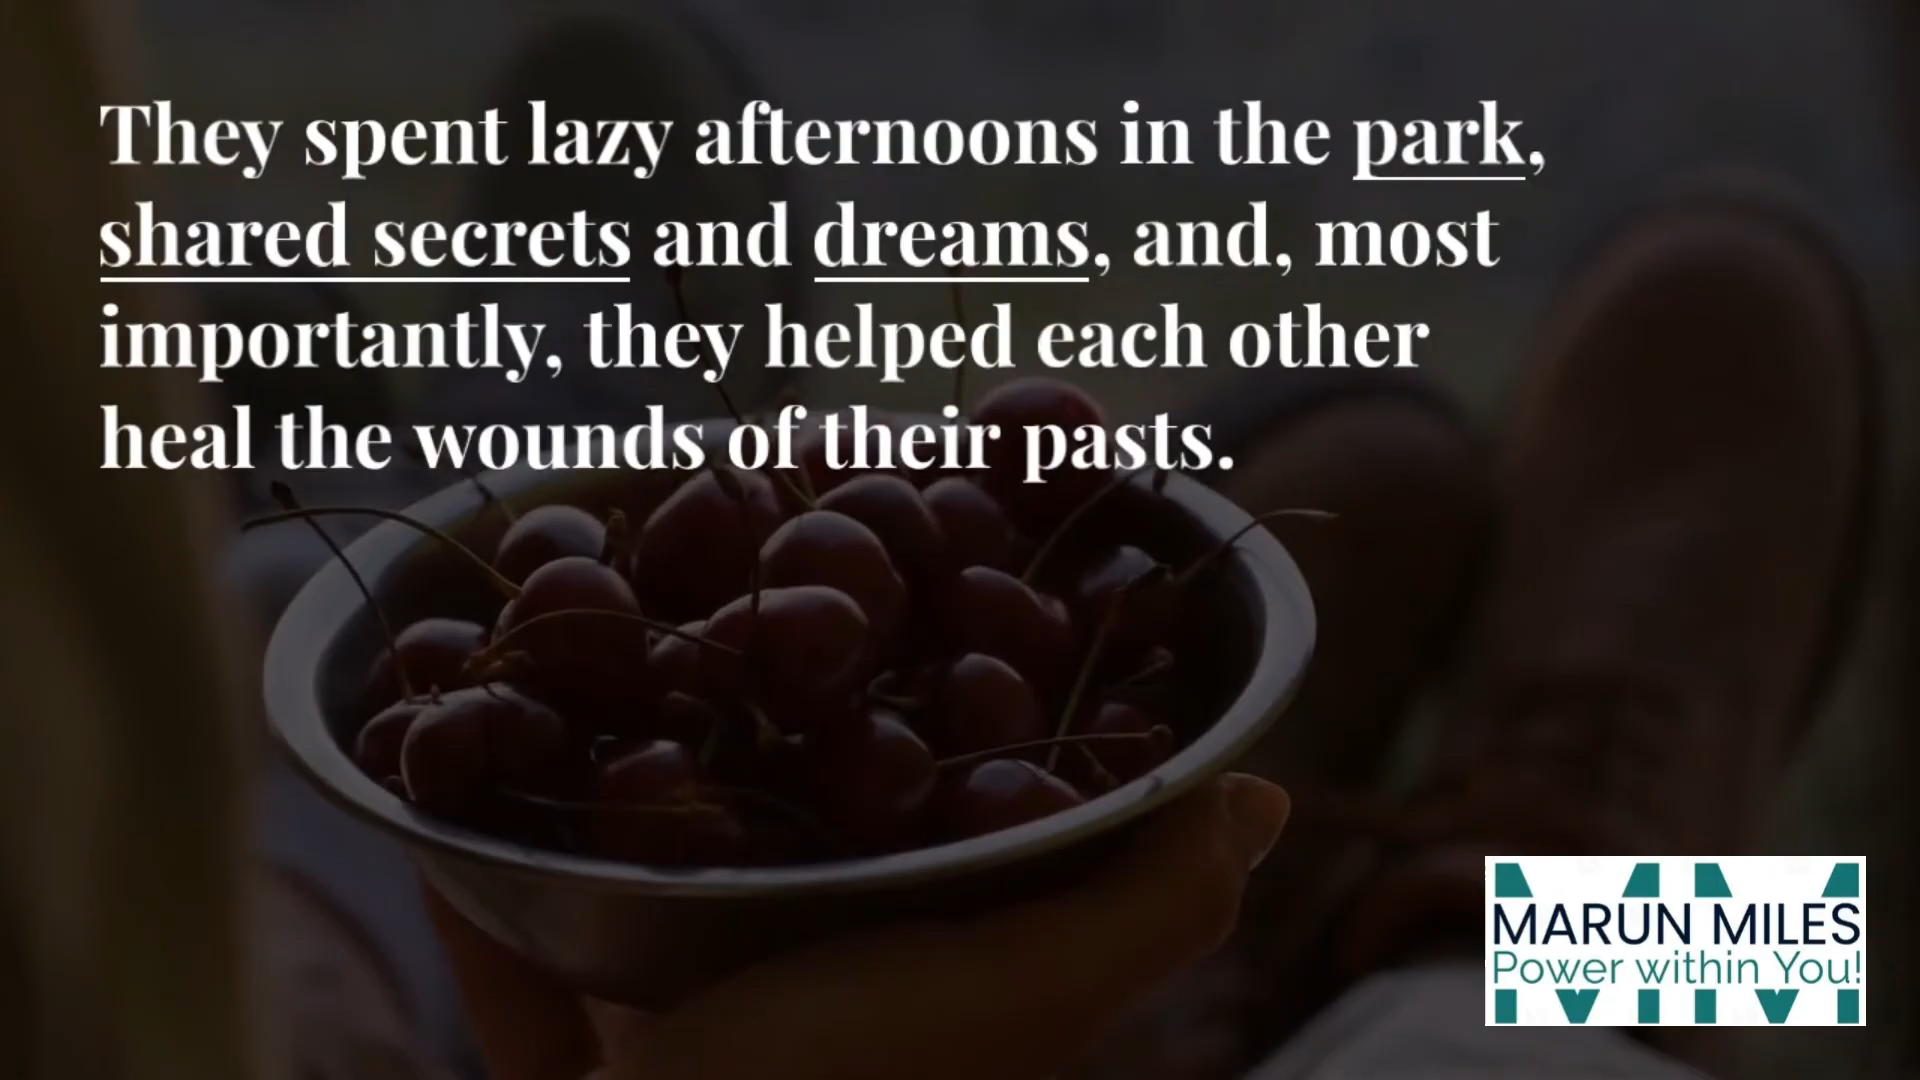 They spent lazy afternoons in the park,
shared secrets and dreams, and, most
importantly, they helped each other
heal the wounds of their pasts.
MARUN MILES
Power within You!